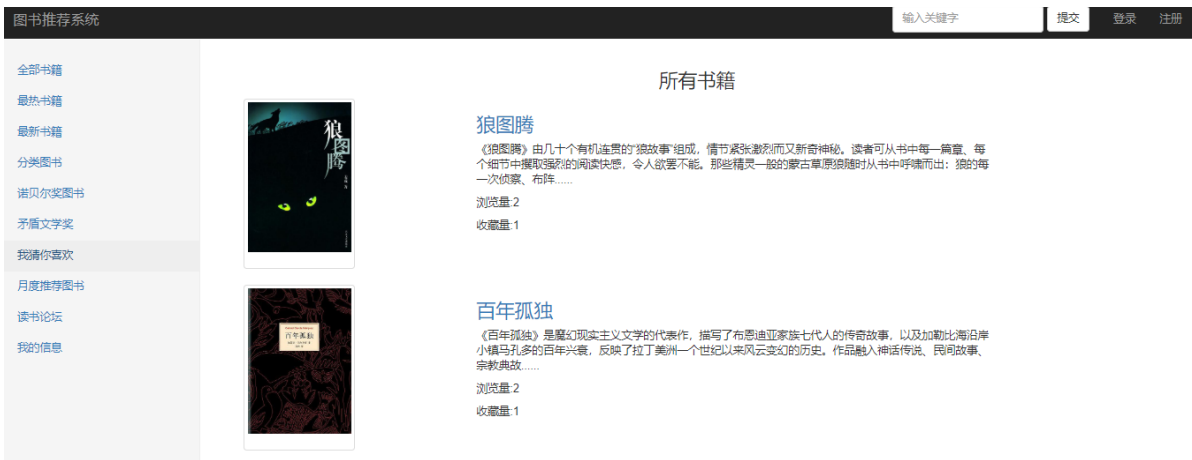 图书推荐系统
输入关键字
提交
登录
注册
全部书籍
最热书籍
最新书籍
分类图书
诺贝尔奖图书
矛盾文学奖
我猜你喜欢
月度推荐图书
读书论坛
我的信息
所有书籍
狼图腾
狼图腾
《狼图腾》由几十个有机连贯的"狼故事"组成，情节紧张激烈而又新奇神秘。读者可从书中每一篇章、每
个细节中攫取强烈的阅读快感，令人欲罢不能。那些精灵一般的蒙古草原狼随时从书中呼啸而出：狼的每
一次侦察、布阵......
浏览量:2
收藏量:1
百年孤独
百年孤独
《百年孤独》是魔幻现实主义文学的代表作，描写了布恩迪亚家族七代人的传奇故事，以及加勒比海沿岸
小镇马孔多的百年兴衰，反映了拉丁美洲一个世纪以来风云变幻的历史。作品融入神话传说、民间故事、
宗教典故......
浏览量:2
收藏量:1